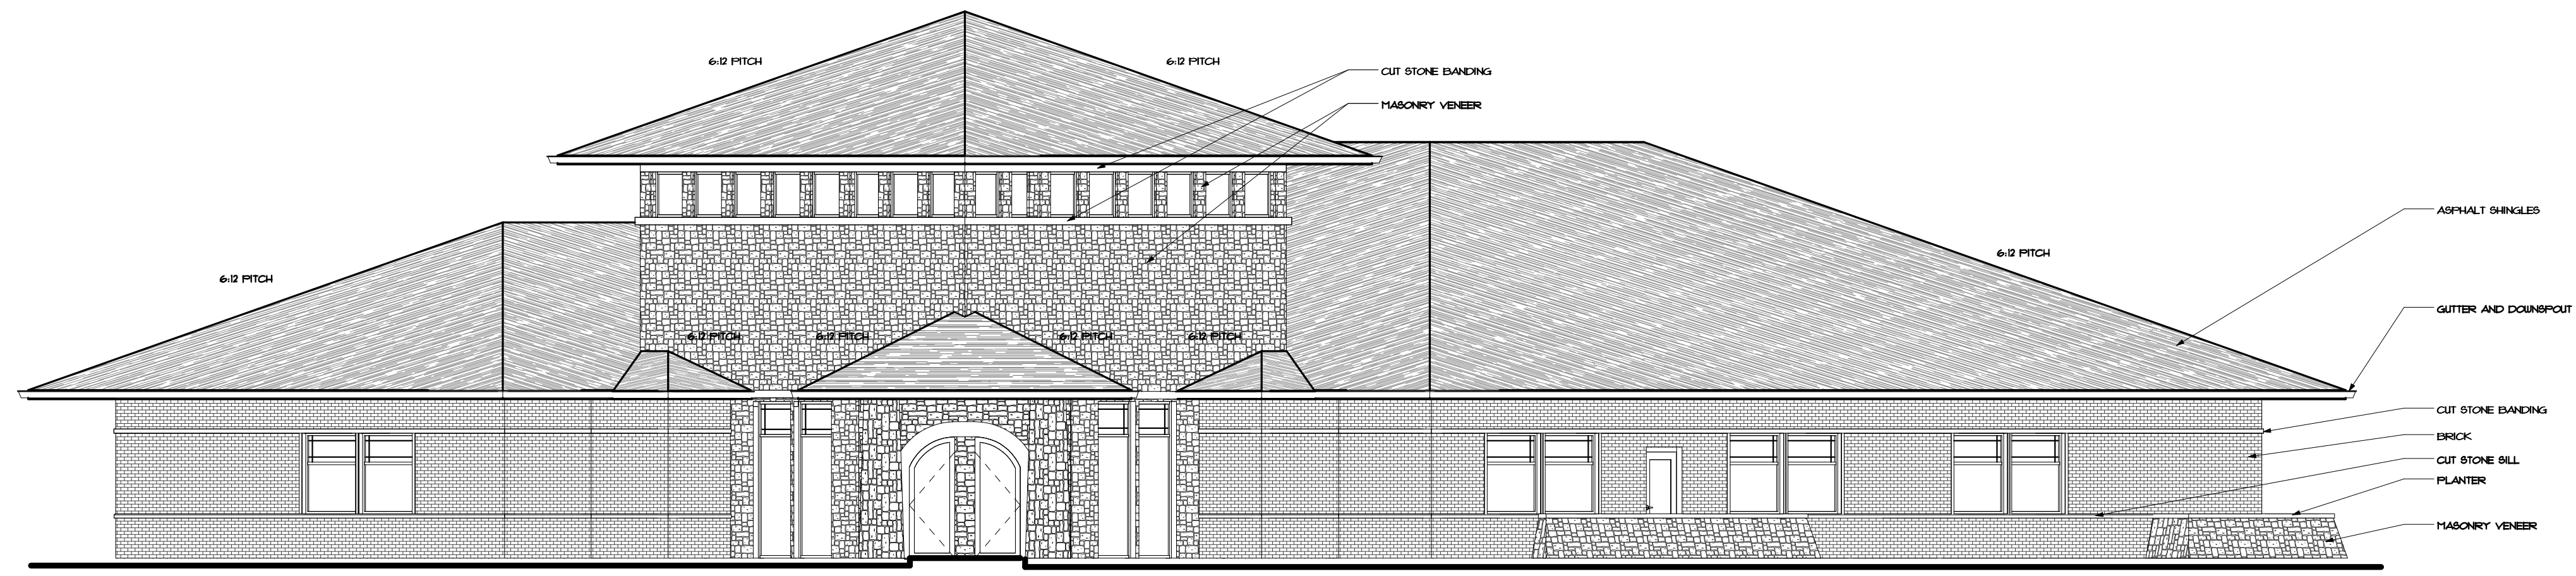 6:12 PITCH
6:12 PITCH
CUT STONE BANDING
MASONRY VENEER
ASPHALT SHINGLES
6:12 PITCH
6:12 PITCH
GUTTER AND DOWNSPOUT
6:12 PITCH
6:12 PITCH
6:12 PITCH
6:12 PITCH
CUT STONE BANDING
BRICK
CUT STONE SILL
PLANTER
MASONRY VENEER